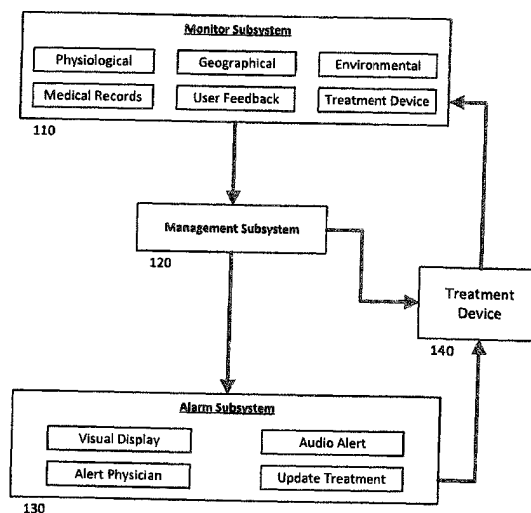 Monitor Subsystem
Physiological
Geographical
Environmental
Medical Records
User Feedback
Treatment Device
110
Management Subsystem
120
Treatment
Device
140
Alarm Subsystem
Visual Display
Audio Alert
Alert Physician
Update Treatment
130